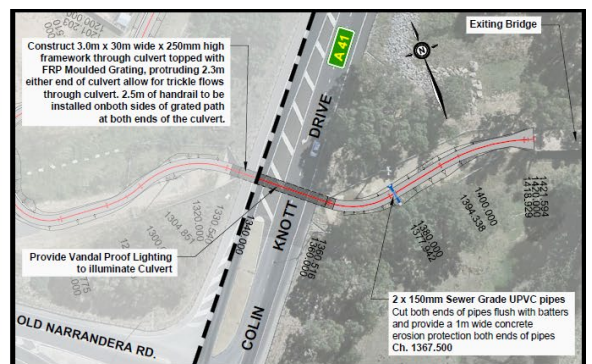 Exiting Bridge
Construct 3.0m x 30m wide x 250mm high
framework through culvert topped with
FRP Moulded Grating, protruding 2.3m
either end of culvert allow for trickle flows
through culvert. 2.5m of handrail to be
installed onboth sides of grated path
at both ends of the culvert.
A 41
DRIVE
KNOTT
COLIN
1304.851
1320.000
1340.000
1360.516
1360.000
1377.942
1380.000
1394.338
1400.000
1418.929
1420.000
1421.594
Provide Vandal Proof Lighting
to illuminate Culvert
2 x 150mm Sewer Grade UPVC pipes
Cut both ends of pipes flush with batters
and provide a 1m wide concrete
erosion protection both ends of pipes
Ch. 1367.500
OLD NARRANDERA RD.